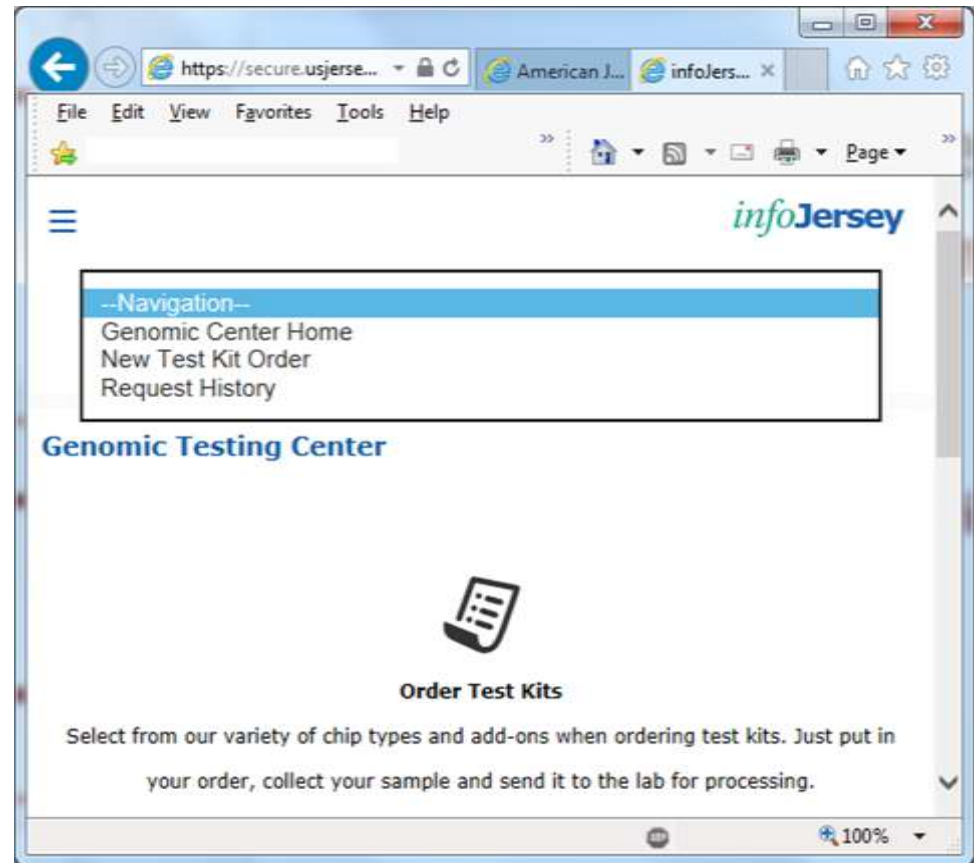 https://secure.usjerse...
American J...
infoJers...
File Edit View Favorites Tools Help
Page
infoJersey
--Navigation--
Genomic Center Home
New Test Kit Order
Request History
Genomic Testing Center
Order Test Kits
Select from our variety of chip types and add-ons when ordering test kits. Just put in
your order, collect your sample and send it to the lab for processing.
100%